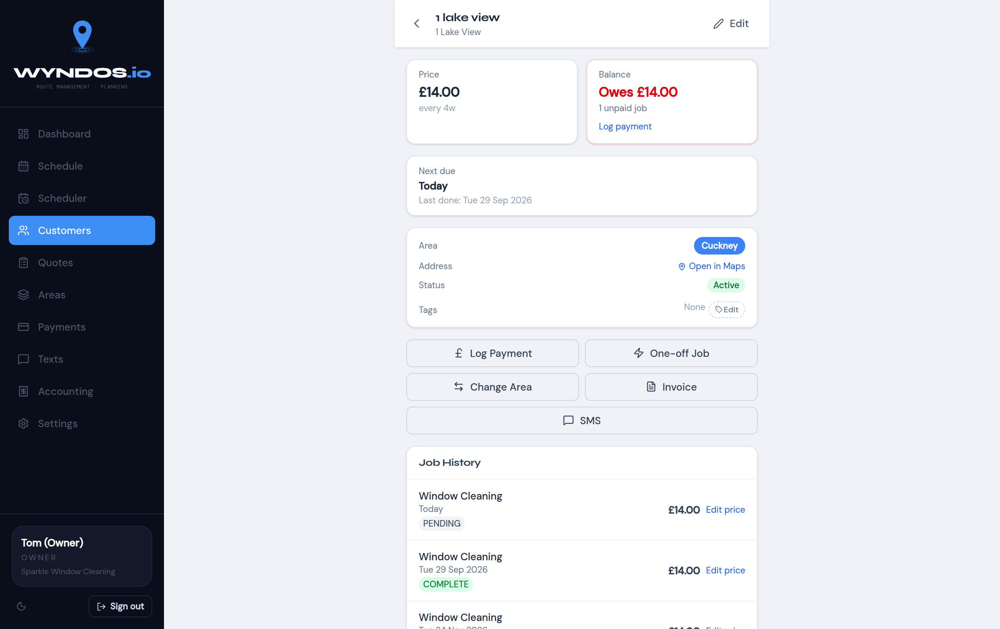 WYNDOS.io
ROUTE MANAGEMENT · PLANNING
Dashboard
Schedule
Scheduler
Customers
Quotes
Areas
Payments
Texts
Accounting
Settings
Tom (Owner)
OWNER
Sparkle Window Cleaning
Sign out
1 lake view
1 Lake View
Edit
Price
£14.00
every 4w
Balance
Owes £14.00
1 unpaid job
Log payment
Next due
Today
Last done: Tue 29 Sep 2026
Area
Cuckney
Address
Open in Maps
Status
Active
Tags
None
Edit
Log Payment
One-off Job
Change Area
Invoice
SMS
Job History
Window Cleaning
Today
PENDING
£14.00 Edit price
Window Cleaning
Tue 29 Sep 2026
COMPLETE
£14.00 Edit price
Window Cleaning
Tue 24 Nov 2026